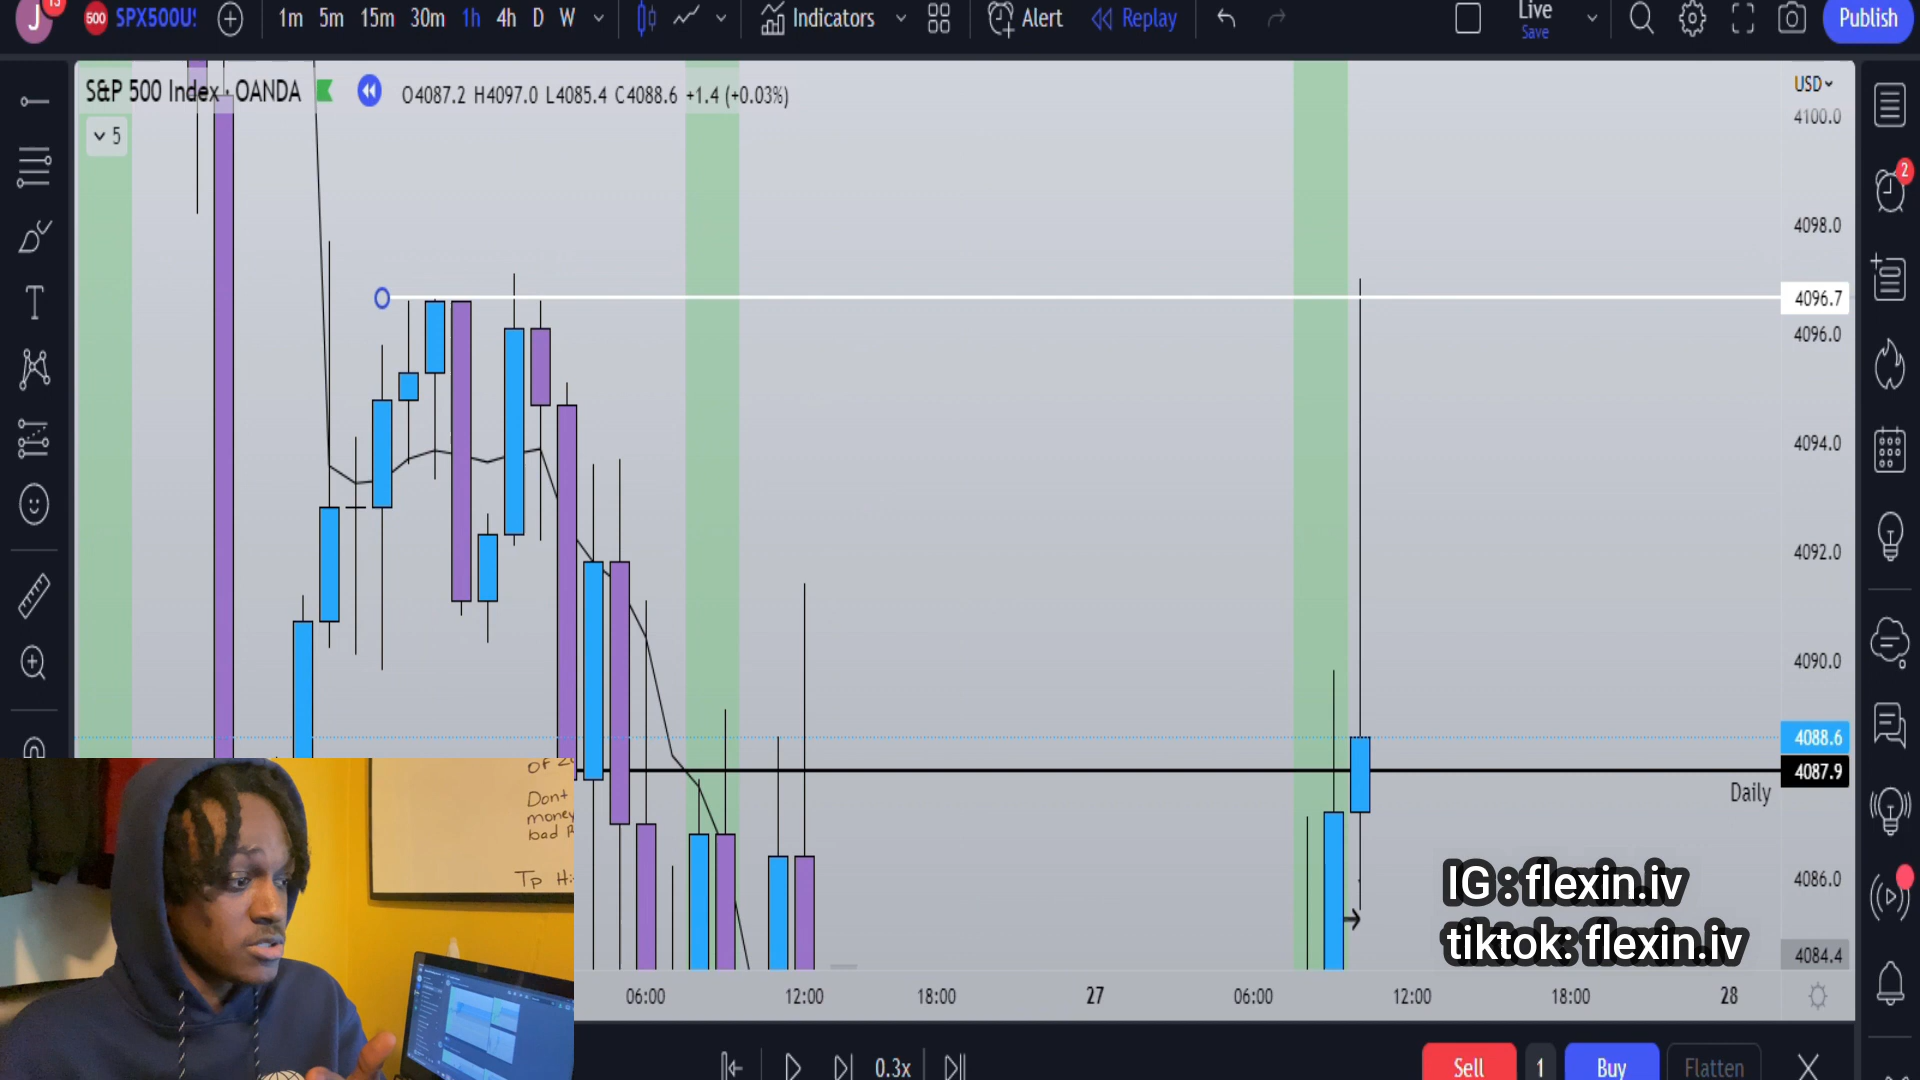 J 500 SPX500U 1m 5m 15m 30m 1h 4h D W Indicators Alert Replay Live Save Publish
S&P 500 Index · OANDA O4087.2 H4097.0 L4085.4 C4088.6 +1.4 (+0.03%)
5
USD
4100.0
2
4098.0
4096.7
4096.0
4094.0
4092.0
4090.0
4088.6
4087.9
Daily
4086.0
4084.4
Dont
money
bad
Tp
IG: flexin.iv
tiktok: flexin.iv
06:00 12:00 18:00 27 06:00 12:00 18:00 28
0.3x Sell 1 Buy Flatten